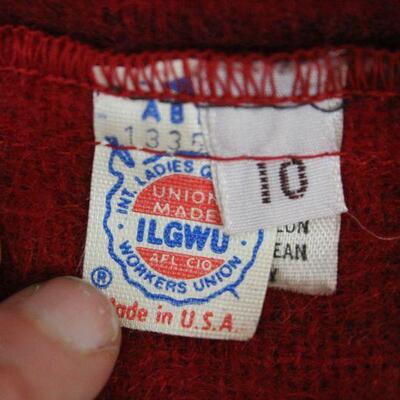 AB
1335
INT. LADIES G
UNION
MADE
ILGWU
AFL CIO
WORKERS UNION
®
Made in U.S.A.
10
LON
EAN